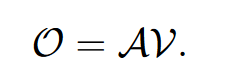 𝒪 = 𝒜𝒱.